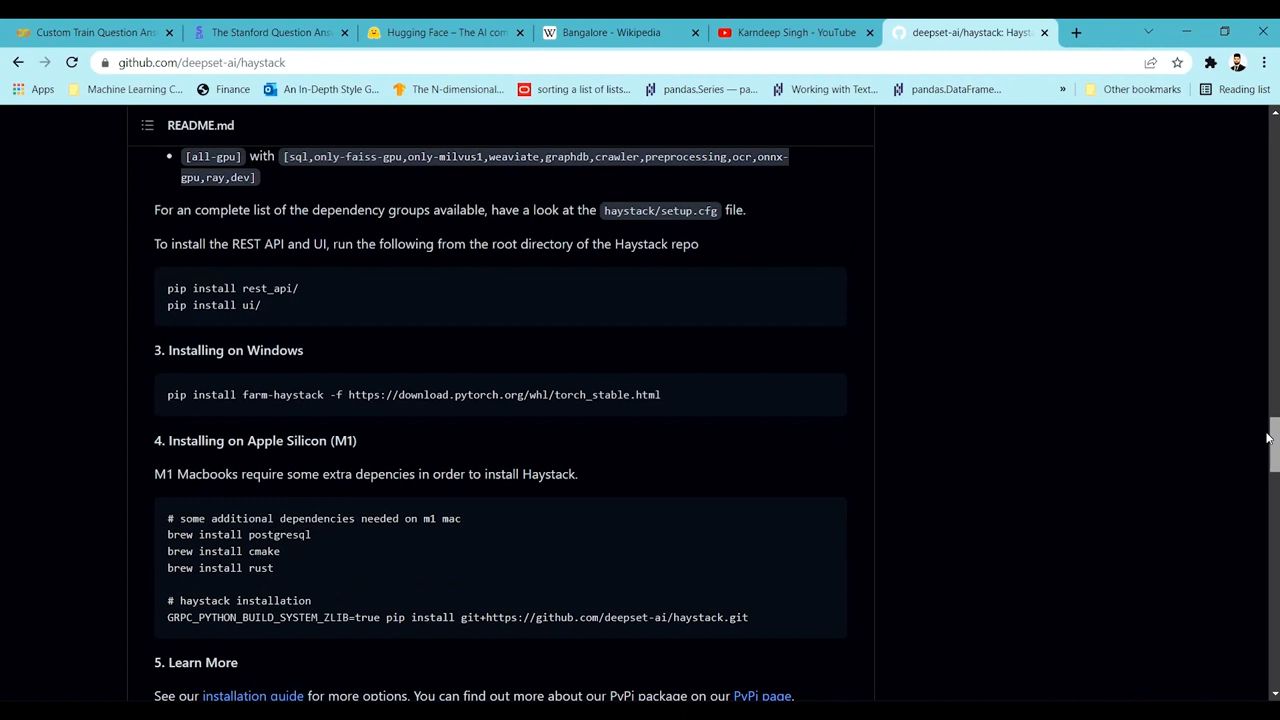 Custom Train Question Ans
The Stanford Question Ans
Hugging Face – The AI com
Bangalore - Wikipedia
Karndeep Singh - YouTube
deepset-ai/haystack: Hayst
github.com/deepset-ai/haystack
Apps
Machine Learning C...
Finance
An In-Depth Style G...
The N-dimensional...
sorting a list of lists...
pandas.Series — pa...
Working with Text...
pandas.DataFrame...
»
Other bookmarks
Reading list
README.md
• [all-gpu] with [sql,only-faiss-gpu,only-milvus1,weaviate,graphdb,crawler,preprocessing,ocr,onnx-
gpu,ray,dev]
For an complete list of the dependency groups available, have a look at the haystack/setup.cfg file.
To install the REST API and UI, run the following from the root directory of the Haystack repo
pip install rest_api/
pip install ui/
3. Installing on Windows
pip install farm-haystack -f https://download.pytorch.org/whl/torch_stable.html
4. Installing on Apple Silicon (M1)
M1 Macbooks require some extra depencies in order to install Haystack.
# some additional dependencies needed on m1 mac
brew install postgresql
brew install cmake
brew install rust
# haystack installation
GRPC_PYTHON_BUILD_SYSTEM_ZLIB=true pip install git+https://github.com/deepset-ai/haystack.git
5. Learn More
See our installation guide for more options. You can find out more about our PyPi package on our PyPi page.